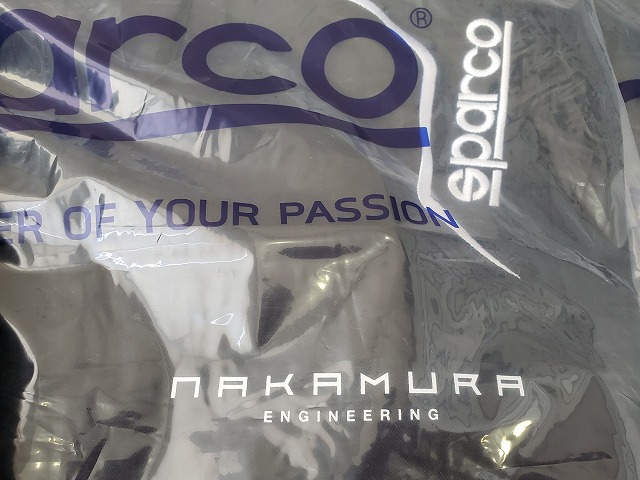 arco®
sparco
ER OF YOUR PASSION
NAKAMURA
ENGINEERING